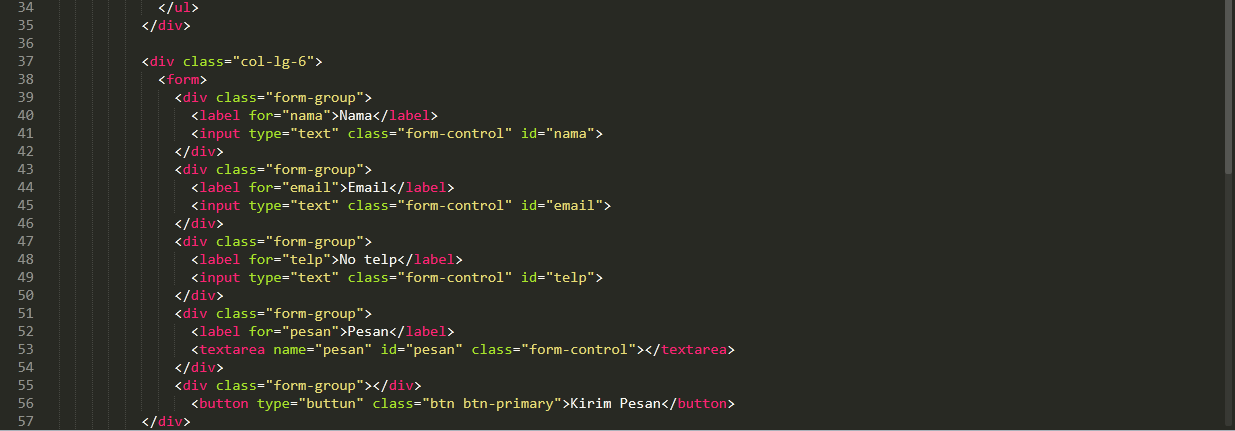 34 </ul>
35 </div>
36
37 <div class="col-lg-6">
38 <form>
39 <div class="form-group">
40 <label for="nama">Nama</label>
41 <input type="text" class="form-control" id="nama">
42 </div>
43 <div class="form-group">
44 <label for="email">Email</label>
45 <input type="text" class="form-control" id="email">
46 </div>
47 <div class="form-group">
48 <label for="telp">No telp</label>
49 <input type="text" class="form-control" id="telp">
50 </div>
51 <div class="form-group">
52 <label for="pesan">Pesan</label>
53 <textarea name="pesan" id="pesan" class="form-control"></textarea>
54 </div>
55 <div class="form-group"></div>
56 <button type="buttun" class="btn btn-primary">Kirim Pesan</button>
57 </div>